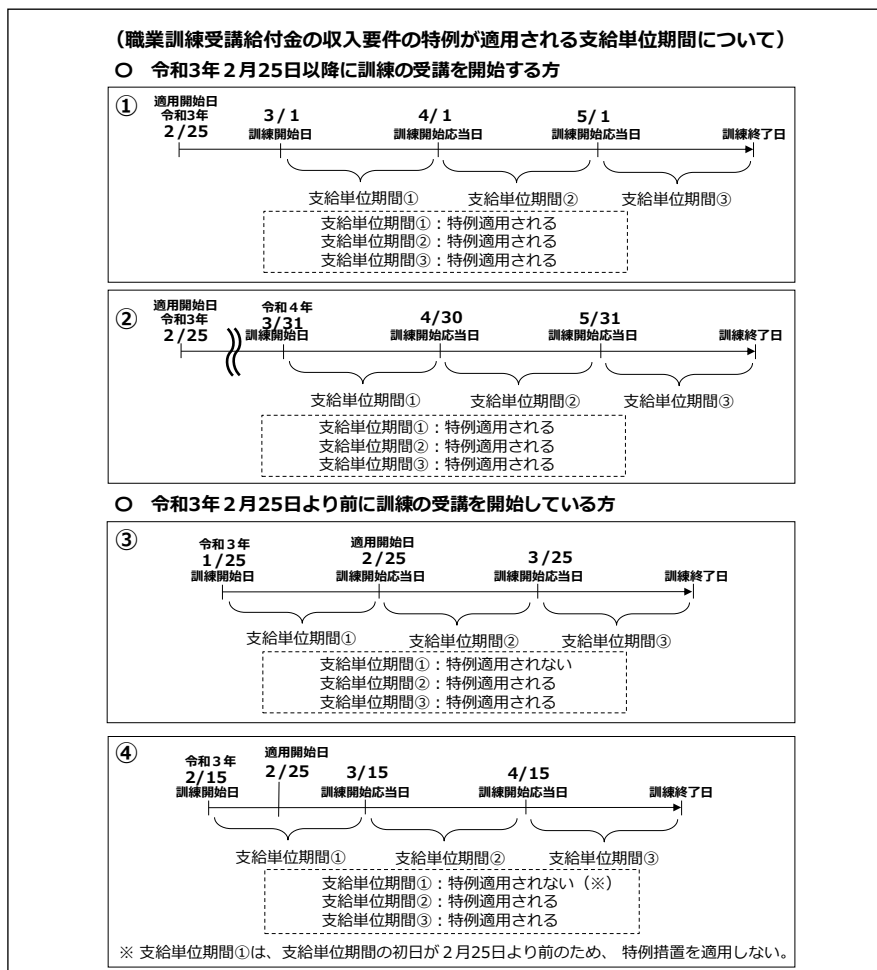 （職業訓練受講給付金の収入要件の特例が適用される支給単位期間について）
○ 令和3年２月25日以降に訓練の受講を開始する方
①
適用開始日
令和3年
2/25
3/1
訓練開始日
4/1
訓練開始応当日
5/1
訓練開始応当日
訓練終了日
支給単位期間①
支給単位期間②
支給単位期間③
支給単位期間①：特例適用される
支給単位期間②：特例適用される
支給単位期間③：特例適用される
②
適用開始日
令和3年
2/25
令和４年
3/31
訓練開始日
4/30
訓練開始応当日
5/31
訓練開始応当日
訓練終了日
支給単位期間①
支給単位期間②
支給単位期間③
支給単位期間①：特例適用される
支給単位期間②：特例適用される
支給単位期間③：特例適用される
○ 令和3年２月25日より前に訓練の受講を開始している方
③
令和３年
1/25
訓練開始日
適用開始日
2/25
訓練開始応当日
3/25
訓練開始応当日
訓練終了日
支給単位期間①
支給単位期間②
支給単位期間③
支給単位期間①：特例適用されない
支給単位期間②：特例適用される
支給単位期間③：特例適用される
④
令和３年
2/15
訓練開始日
適用開始日
2/25
3/15
訓練開始応当日
4/15
訓練開始応当日
訓練終了日
支給単位期間①
支給単位期間②
支給単位期間③
支給単位期間①：特例適用されない（※）
支給単位期間②：特例適用される
支給単位期間③：特例適用される
※ 支給単位期間①は、支給単位期間の初日が２月25日より前のため、 特例措置を適用しない。